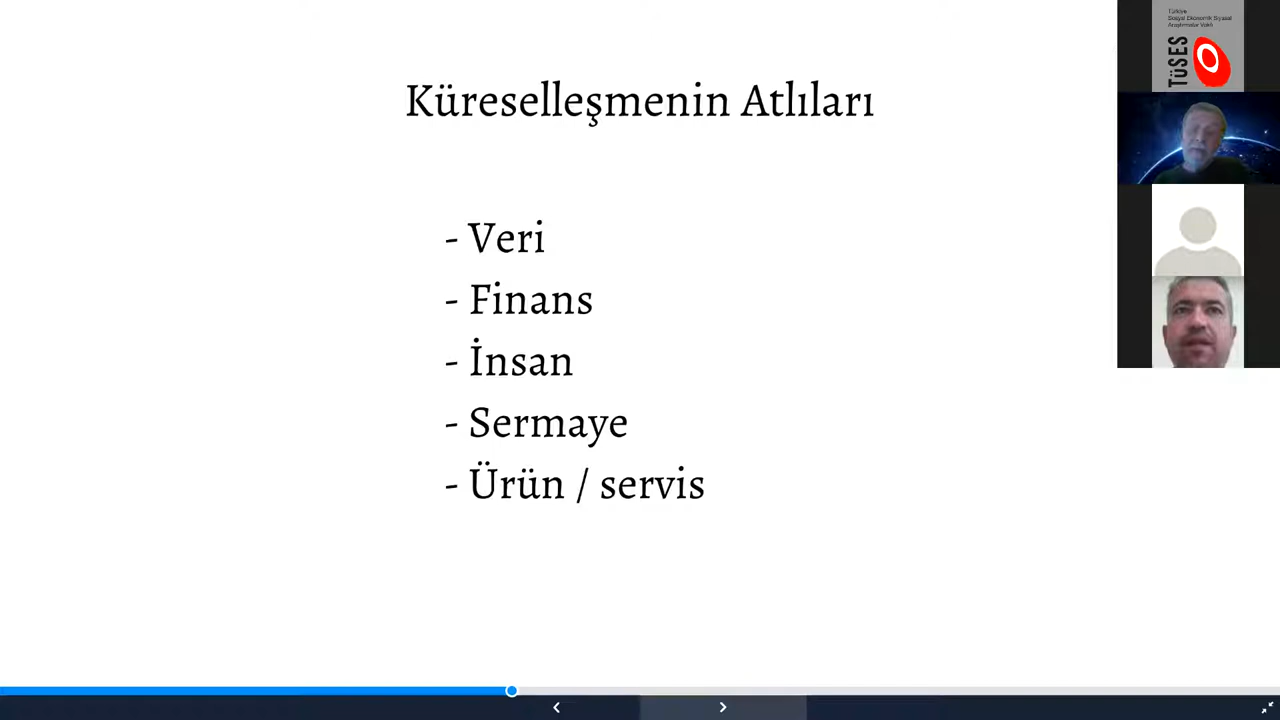 Küreselleşmenin Atlıları
- Veri
- Finans
- İnsan
- Sermaye
- Ürün / servis
Türkiye
Sosyal Ekonomik Siyasal
Araştırmalar Vakfı
TüSES